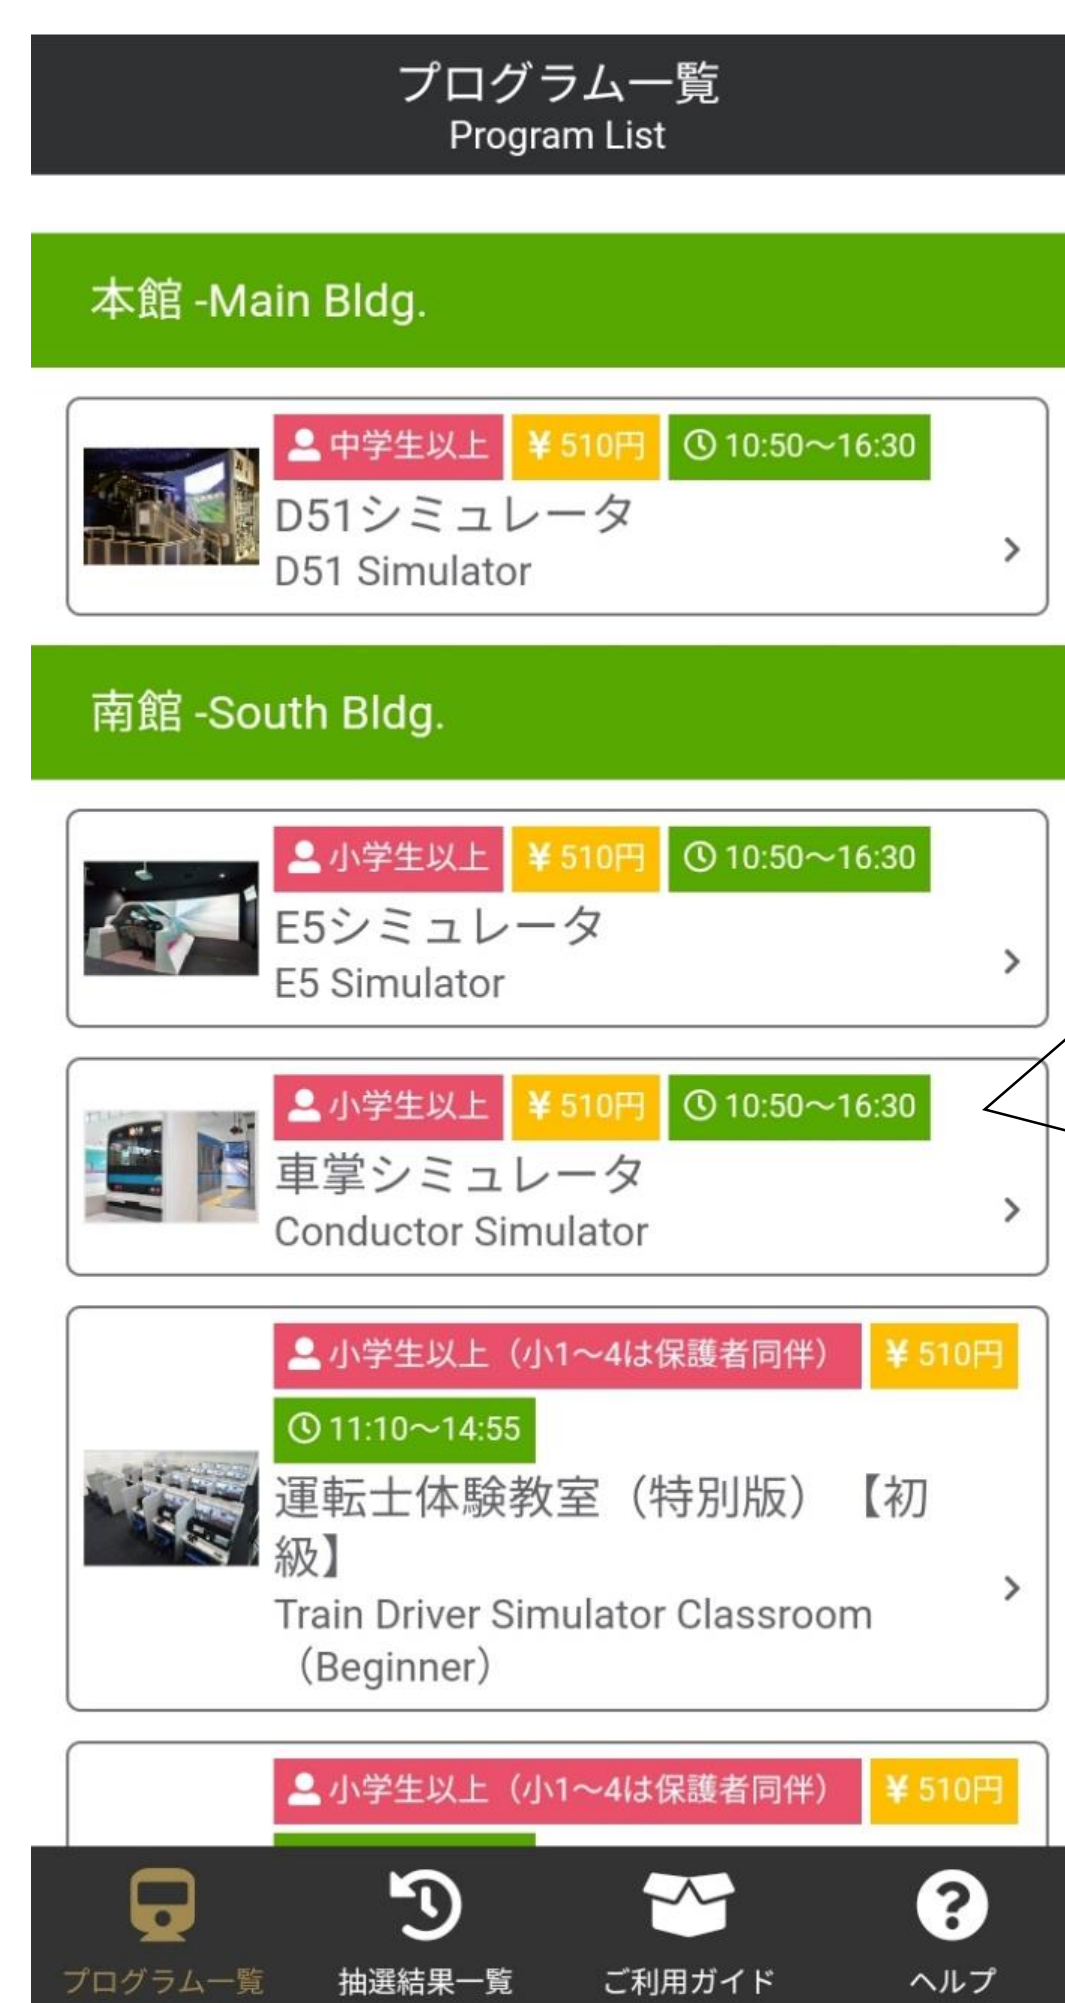 プログラム一覧
Program List
本館 -Main Bldg.
中学生以上 ¥ 510円 10:50～16:30
D51シミュレータ
D51 Simulator
南館 -South Bldg.
小学生以上 ¥ 510円 10:50～16:30
E5シミュレータ
E5 Simulator
小学生以上 ¥ 510円 10:50～16:30
車掌シミュレータ
Conductor Simulator
小学生以上（小1～4は保護者同伴） ¥ 510円
11:10～14:55
運転士体験教室（特別版）【初
級】
Train Driver Simulator Classroom
（Beginner）
小学生以上（小1～4は保護者同伴） ¥ 510円
プログラム一覧 抽選結果一覧 ご利用ガイド ヘルプ